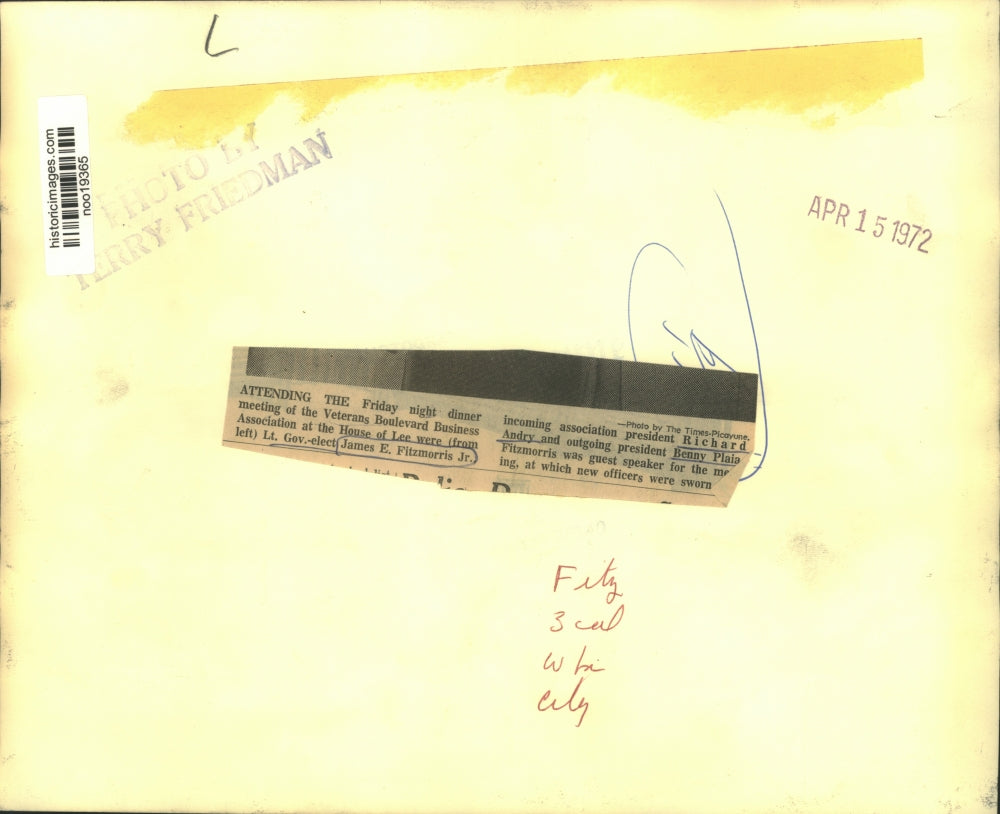 L
historicimages.com
noo19365
PHOTO BY
TERRY FRIEDMAN
APR 15 1972
—Photo by The Times-Picayune.
ATTENDING THE Friday night dinner
meeting of the Veterans Boulevard Business
Association at the House of Lee were (from
left) Lt. Gov.-elect James E. Fitzmorris Jr.,
incoming association president Richard
Andry and outgoing president Benny Plaia
Fitzmorris was guest speaker for the me
ing, at which new officers were sworn
Fitz
3 col
City